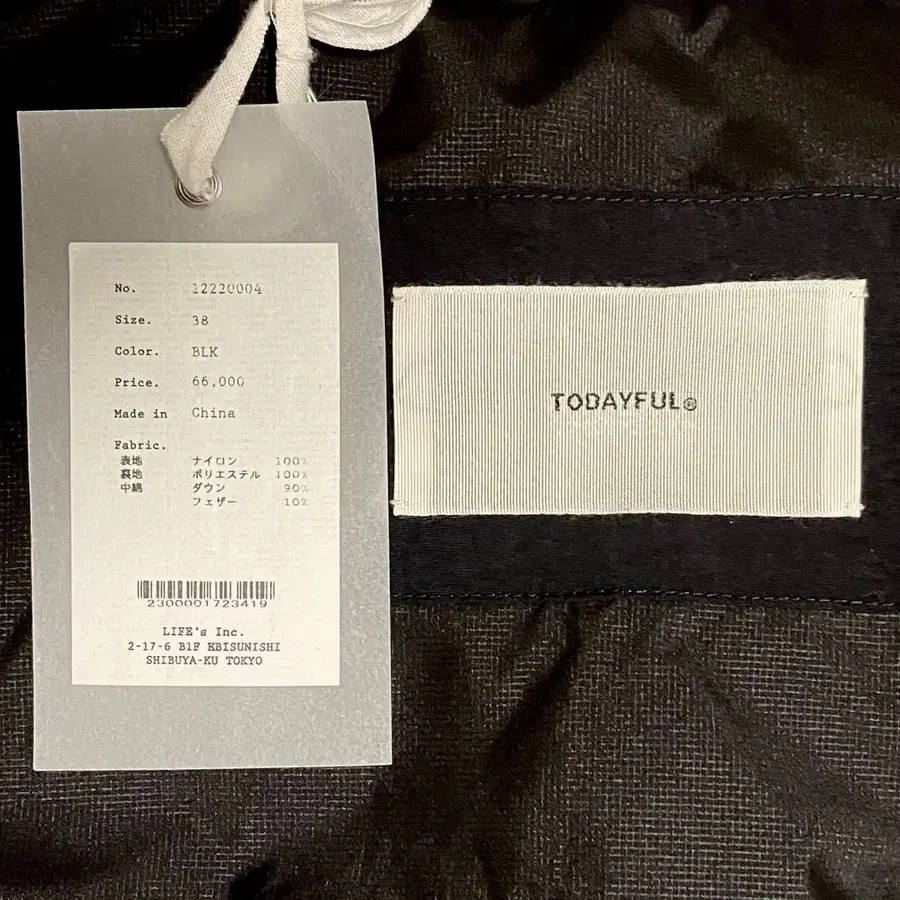 No. 12220004
Size. 38
Color. BLK
Price. 66,000
Made in China
Fabric.
表地 ナイロン 100%
裏地 ポリエステル 100%
中綿 ダウン 90%
フェザー 10%
2300001723419
LIFE's Inc.
2-17-6 B1F EBISUNISHI
SHIBUYA-KU TOKYO
TODAYFUL®